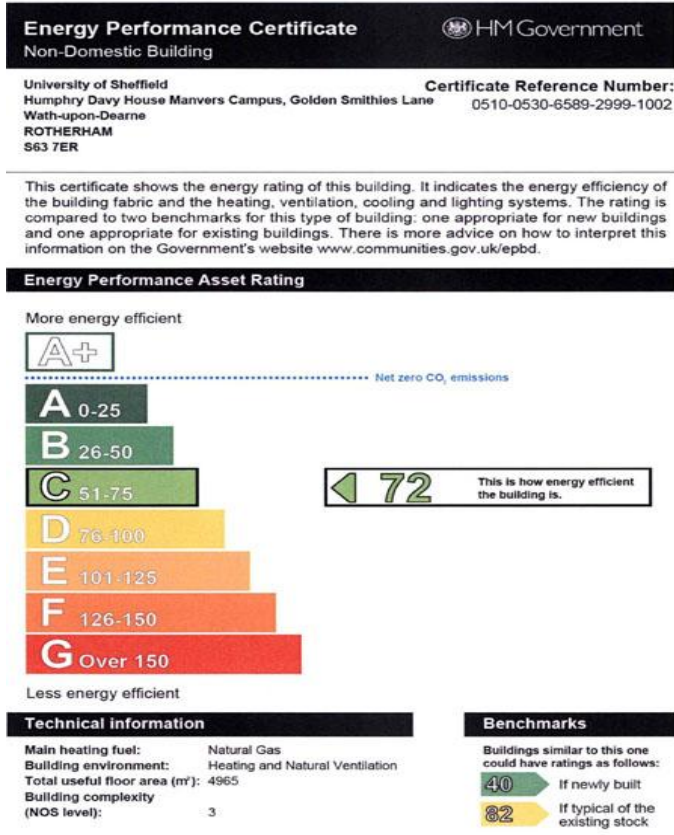 Energy Performance Certificate
HM Government
Non-Domestic Building
University of Sheffield
Humphry Davy House Manvers Campus, Golden Smithies Lane
Wath-upon-Dearne
ROTHERHAM
S63 7ER
Certificate Reference Number:
0510-0530-6589-2999-1002
This certificate shows the energy rating of this building. It indicates the energy efficiency of
the building fabric and the heating, ventilation, cooling and lighting systems. The rating is
compared to two benchmarks for this type of building: one appropriate for new buildings
and one appropriate for existing buildings. There is more advice on how to interpret this
information on the Government's website www.communities.gov.uk/epbd.
Energy Performance Asset Rating
More energy efficient
A+
Net zero CO₂ emissions
A 0-25
B 26-50
C 51-75
72
This is how energy efficient
the building is.
D 76-100
E 101-125
F 126-150
G Over 150
Less energy efficient
Technical information
Main heating fuel: Natural Gas
Building environment: Heating and Natural Ventilation
Total useful floor area (m²): 4965
Building complexity
(NOS level): 3
Benchmarks
Buildings similar to this one
could have ratings as follows:
40 If newly built
82 If typical of the
existing stock